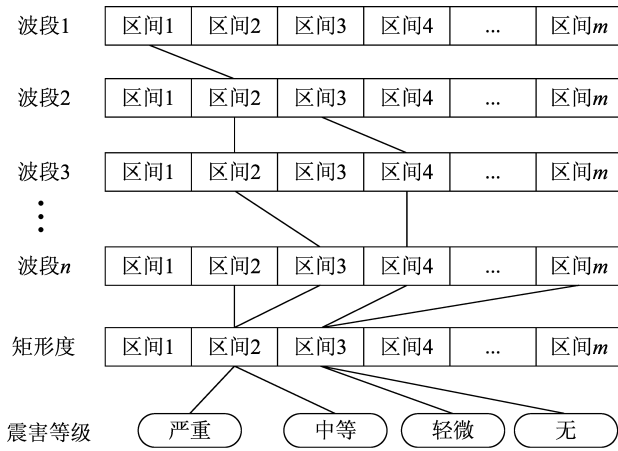 波段1 区间1 区间2 区间3 区间4 ... 区间m
波段2 区间1 区间2 区间3 区间4 ... 区间m
波段3 区间1 区间2 区间3 区间4 ... 区间m
波段n 区间1 区间2 区间3 区间4 ... 区间m
矩形度 区间1 区间2 区间3 区间4 ... 区间m
震害等级 严重 中等 轻微 无